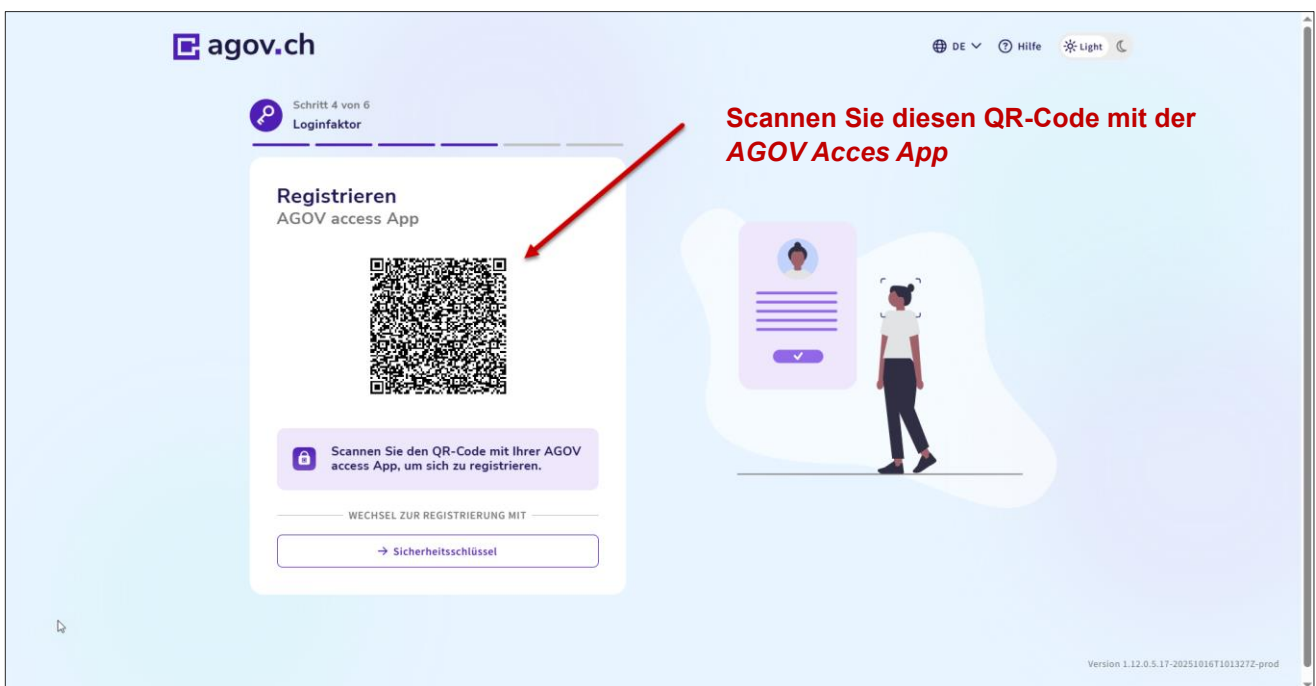 agov.ch
DE
Hilfe
Light
Schritt 4 von 6
Loginfaktor
Scannen Sie diesen QR-Code mit der
AGOV Acces App
Registrieren
AGOV access App
Scannen Sie den QR-Code mit Ihrer AGOV
access App, um sich zu registrieren.
WECHSEL ZUR REGISTRIERUNG MIT
→ Sicherheitsschlüssel
Version 1.12.0.5.17-20251016T101327Z-prod